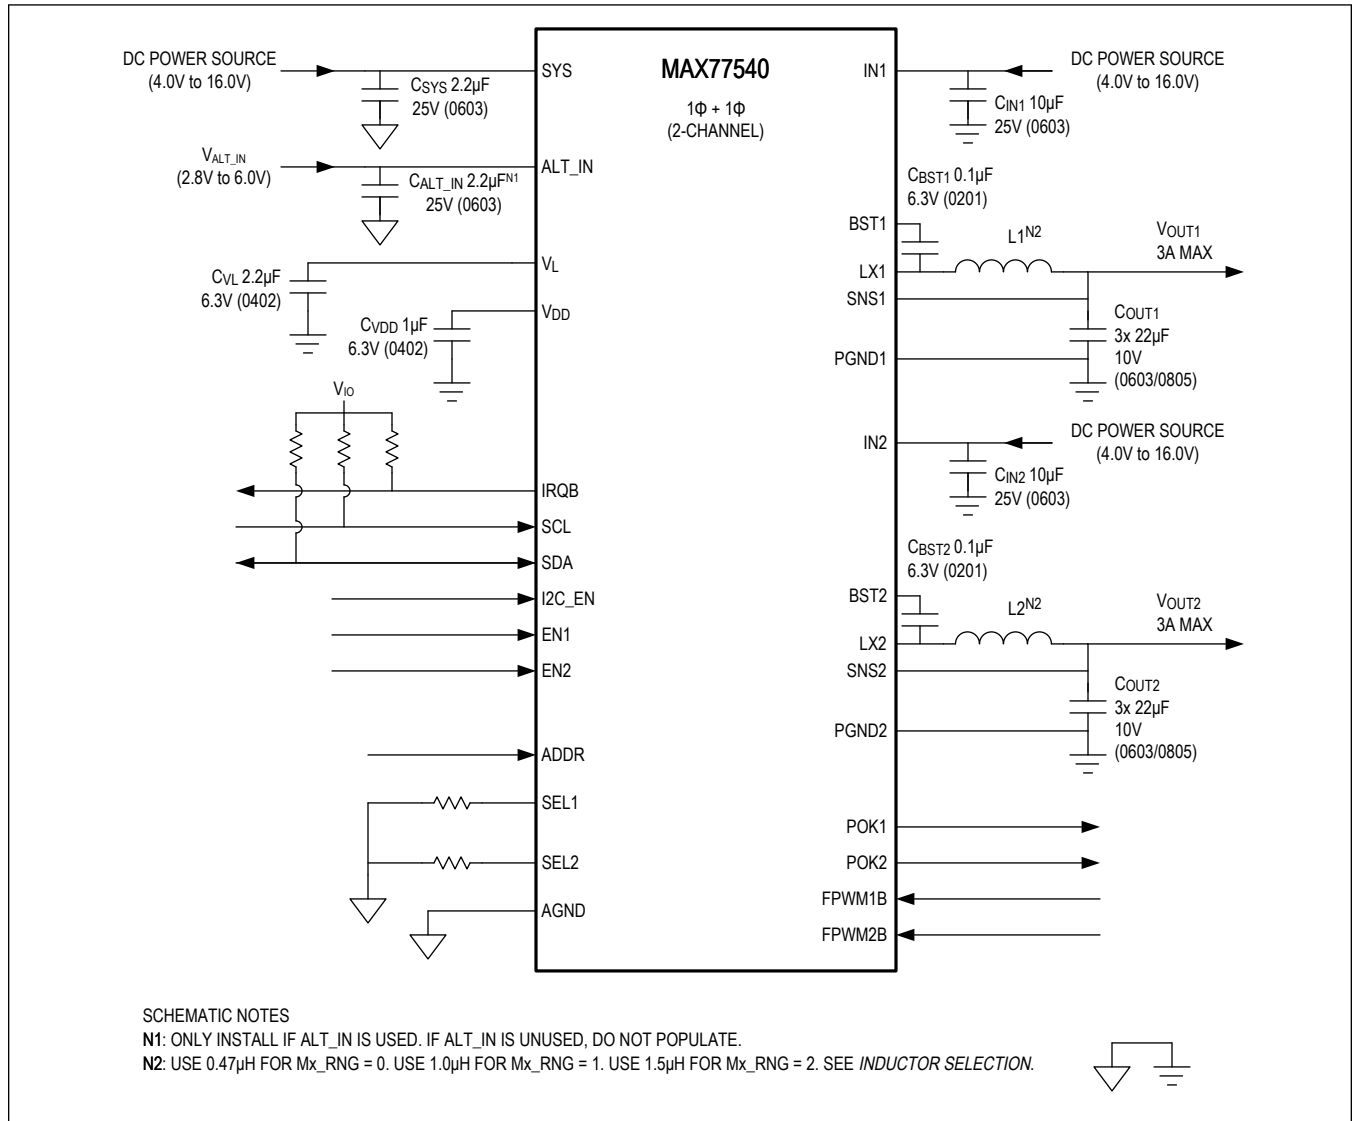 MAX77540
1Φ + 1Φ
(2-CHANNEL)
DC POWER SOURCE
(4.0V to 16.0V)
CSYS 2.2µF
25V (0603)
SYS
VALT_IN
(2.8V to 6.0V)
CALT_IN 2.2µFN1
25V (0603)
ALT_IN
CVL 2.2µF
6.3V (0402)
VL
CVDD 1µF
6.3V (0402)
VDD
VIO
IRQB
SCL
SDA
I2C_EN
EN1
EN2
ADDR
SEL1
SEL2
AGND
IN1
DC POWER SOURCE
(4.0V to 16.0V)
CIN1 10µF
25V (0603)
CBST1 0.1µF
6.3V (0201)
BST1
L1N2
VOUT1
3A MAX
LX1
SNS1
COUT1
3x 22µF
10V
(0603/0805)
PGND1
IN2
DC POWER SOURCE
(4.0V to 16.0V)
CIN2 10µF
25V (0603)
CBST2 0.1µF
6.3V (0201)
BST2
L2N2
VOUT2
3A MAX
LX2
SNS2
COUT2
3x 22µF
10V
(0603/0805)
PGND2
POK1
POK2
FPWM1B
FPWM2B
SCHEMATIC NOTES
N1: ONLY INSTALL IF ALT_IN IS USED. IF ALT_IN IS UNUSED, DO NOT POPULATE.
N2: USE 0.47µH FOR Mx_RNG = 0. USE 1.0µH FOR Mx_RNG = 1. USE 1.5µH FOR Mx_RNG = 2. SEE INDUCTOR SELECTION.